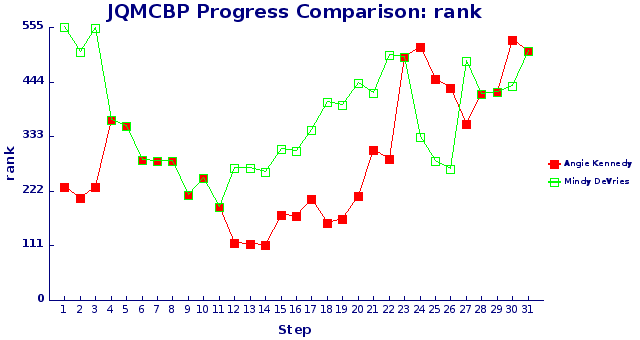 JQMCBP Progress Comparison: rank
555
444
333
222
111
0
rank
1 2 3 4 5 6 7 8 9 10 11 12 13 14 15 16 17 18 19 20 21 22 23 24 25 26 27 28 29 30 31
Step
Angie Kennedy
Mindy DeVries